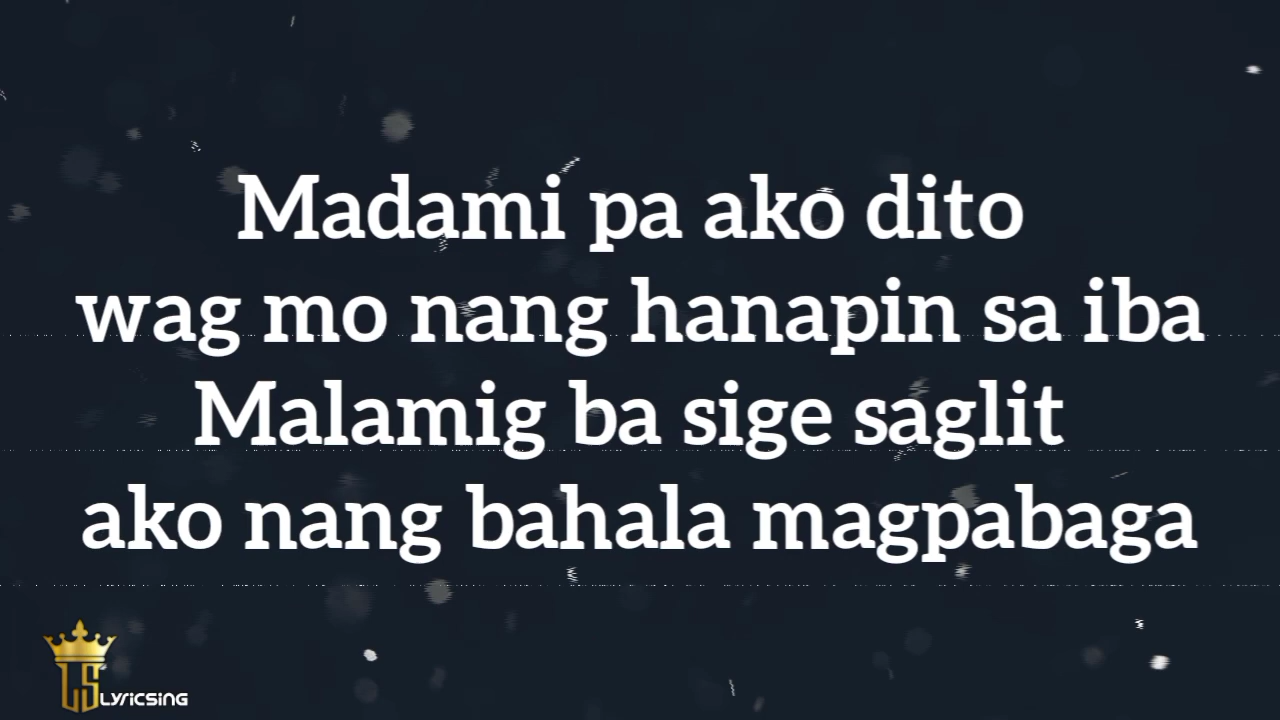 Madami pa ako dito
wag mo nang hanapin sa iba
Malamig ba sige saglit
ako nang bahala magpabaga
LS LYRICSING